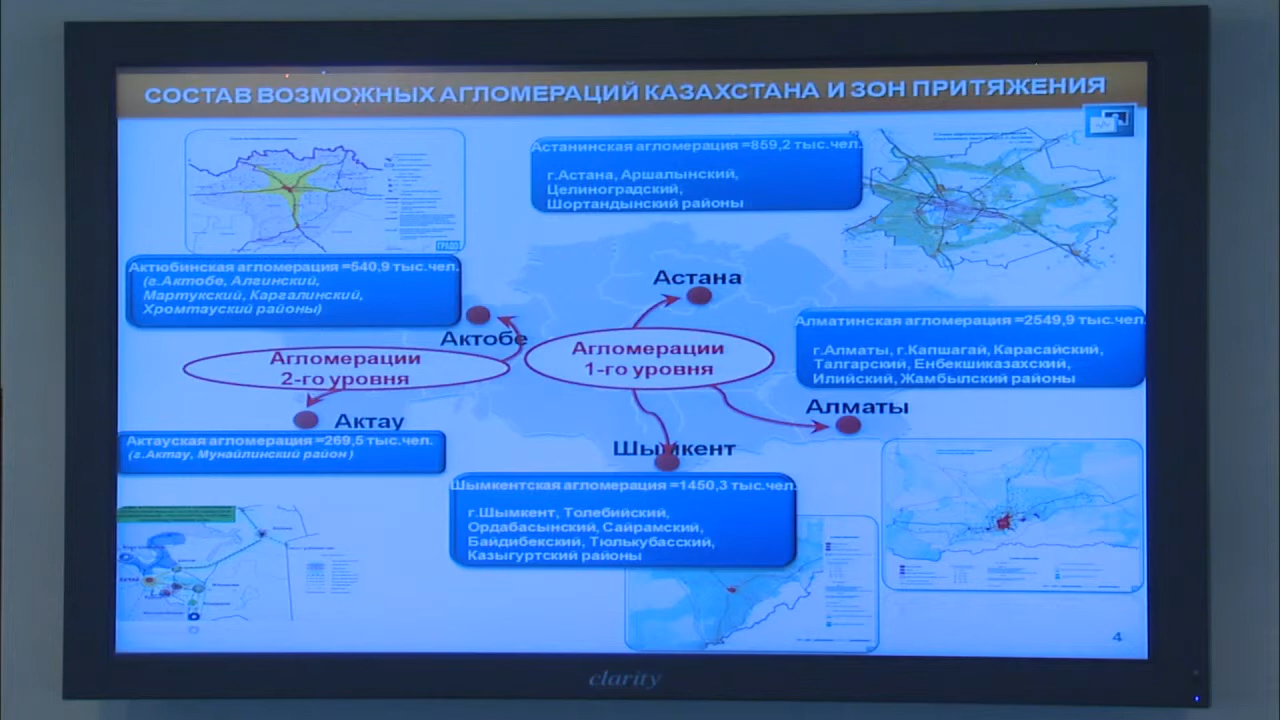 СОСТАВ ВОЗМОЖНЫХ АГЛОМЕРАЦИЙ КАЗАХСТАНА И ЗОН ПРИТЯЖЕНИЯ
Астанинская агломерация =859,2 тыс.чел.
г.Астана, Аршалынский,
Целиноградский,
Шортандынский районы
ГРАДО
Актюбинская агломерация =540,9 тыс.чел.
(г.Актобе, Алгинский,
Мартукский, Каргалинский,
Хромтауский районы)
Астана
Актобе
Агломерации
2-го уровня
Агломерации
1-го уровня
Алматинская агломерация =2549,9 тыс.чел.
г.Алматы, г.Капшагай, Карасайский,
Талгарский, Енбекшиказахский,
Илийский, Жамбылский районы
Актау
Алматы
Актауская агломерация =269,5 тыс.чел.
(г.Актау, Мунайлинский район )
Шымкент
Шымкентская агломерация =1450,3 тыс.чел.
г.Шымкент, Толебийский,
Ордабасынский, Сайрамский,
Байдибекский, Тюлькубасский,
Казыгуртский районы
4
clarity